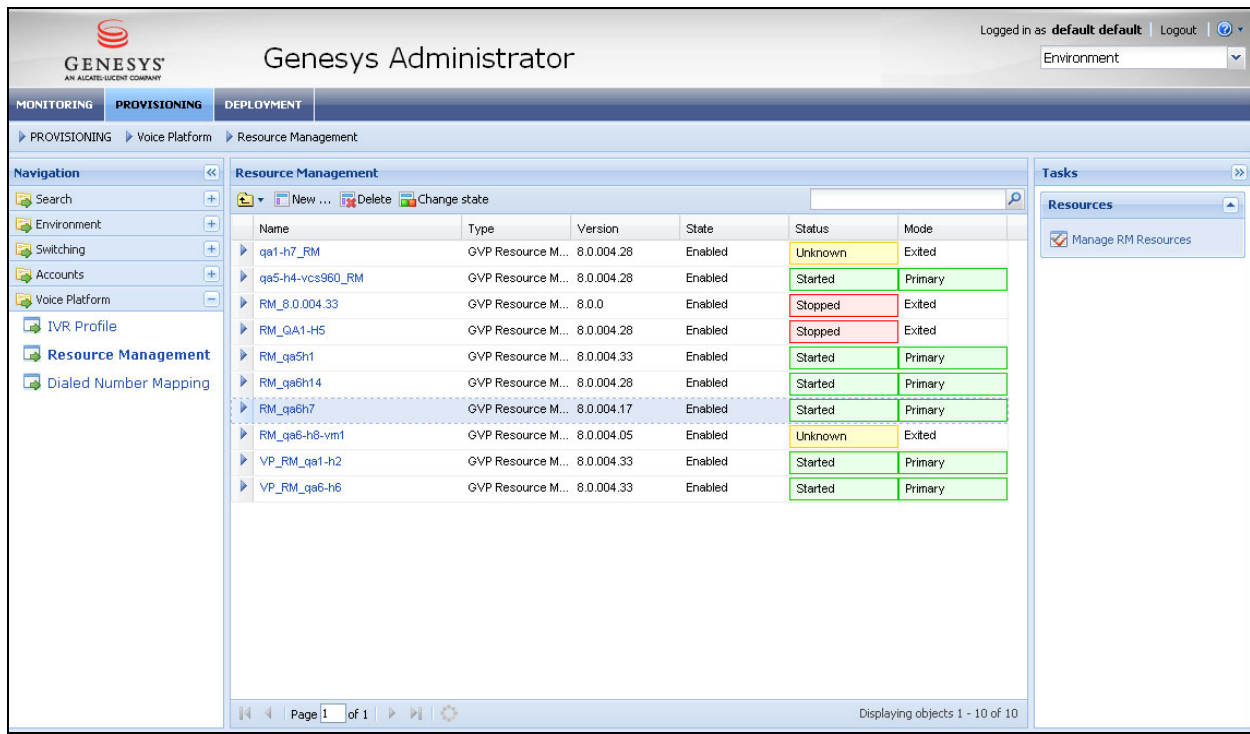 Logged in as default default Logout
GENESYS
AN ALCATEL-LUCENT COMPANY
Genesys Administrator
Environment
MONITORING PROVISIONING DEPLOYMENT
PROVISIONING Voice Platform Resource Management
Navigation
Search
Environment
Switching
Accounts
Voice Platform
IVR Profile
Resource Management
Dialed Number Mapping
Resource Management
New ... Delete Change state
Name Type Version State Status Mode
qa1-h7_RM GVP Resource M... 8.0.004.28 Enabled Unknown Exited
qa5-h4-vcs960_RM GVP Resource M... 8.0.004.28 Enabled Started Primary
RM_8.0.004.33 GVP Resource M... 8.0.0 Enabled Stopped Exited
RM_QA1-H5 GVP Resource M... 8.0.004.28 Enabled Stopped Exited
RM_qa5h1 GVP Resource M... 8.0.004.33 Enabled Started Primary
RM_qa6h14 GVP Resource M... 8.0.004.28 Enabled Started Primary
RM_qa6h7 GVP Resource M... 8.0.004.17 Enabled Started Primary
RM_qa6-h8-vm1 GVP Resource M... 8.0.004.05 Enabled Unknown Exited
VP_RM_qa1-h2 GVP Resource M... 8.0.004.33 Enabled Started Primary
VP_RM_qa6-h6 GVP Resource M... 8.0.004.33 Enabled Started Primary
Page 1 of 1
Displaying objects 1 - 10 of 10
Tasks
Resources
Manage RM Resources